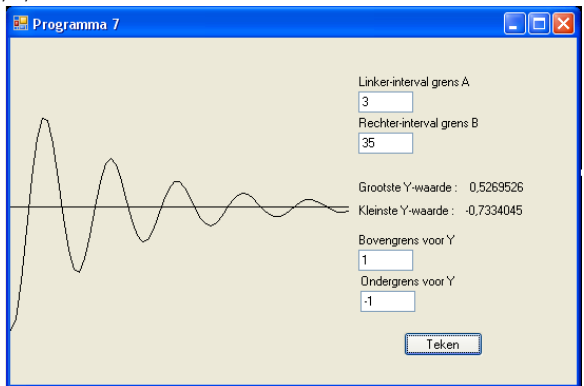 Programma 7
Linker-interval grens A
3
Rechter-interval grens B
35
Grootste Y-waarde : 0,5269526
Kleinste Y-waarde : -0,7334045
Bovengrens voor Y
1
Ondergrens voor Y
-1
Teken